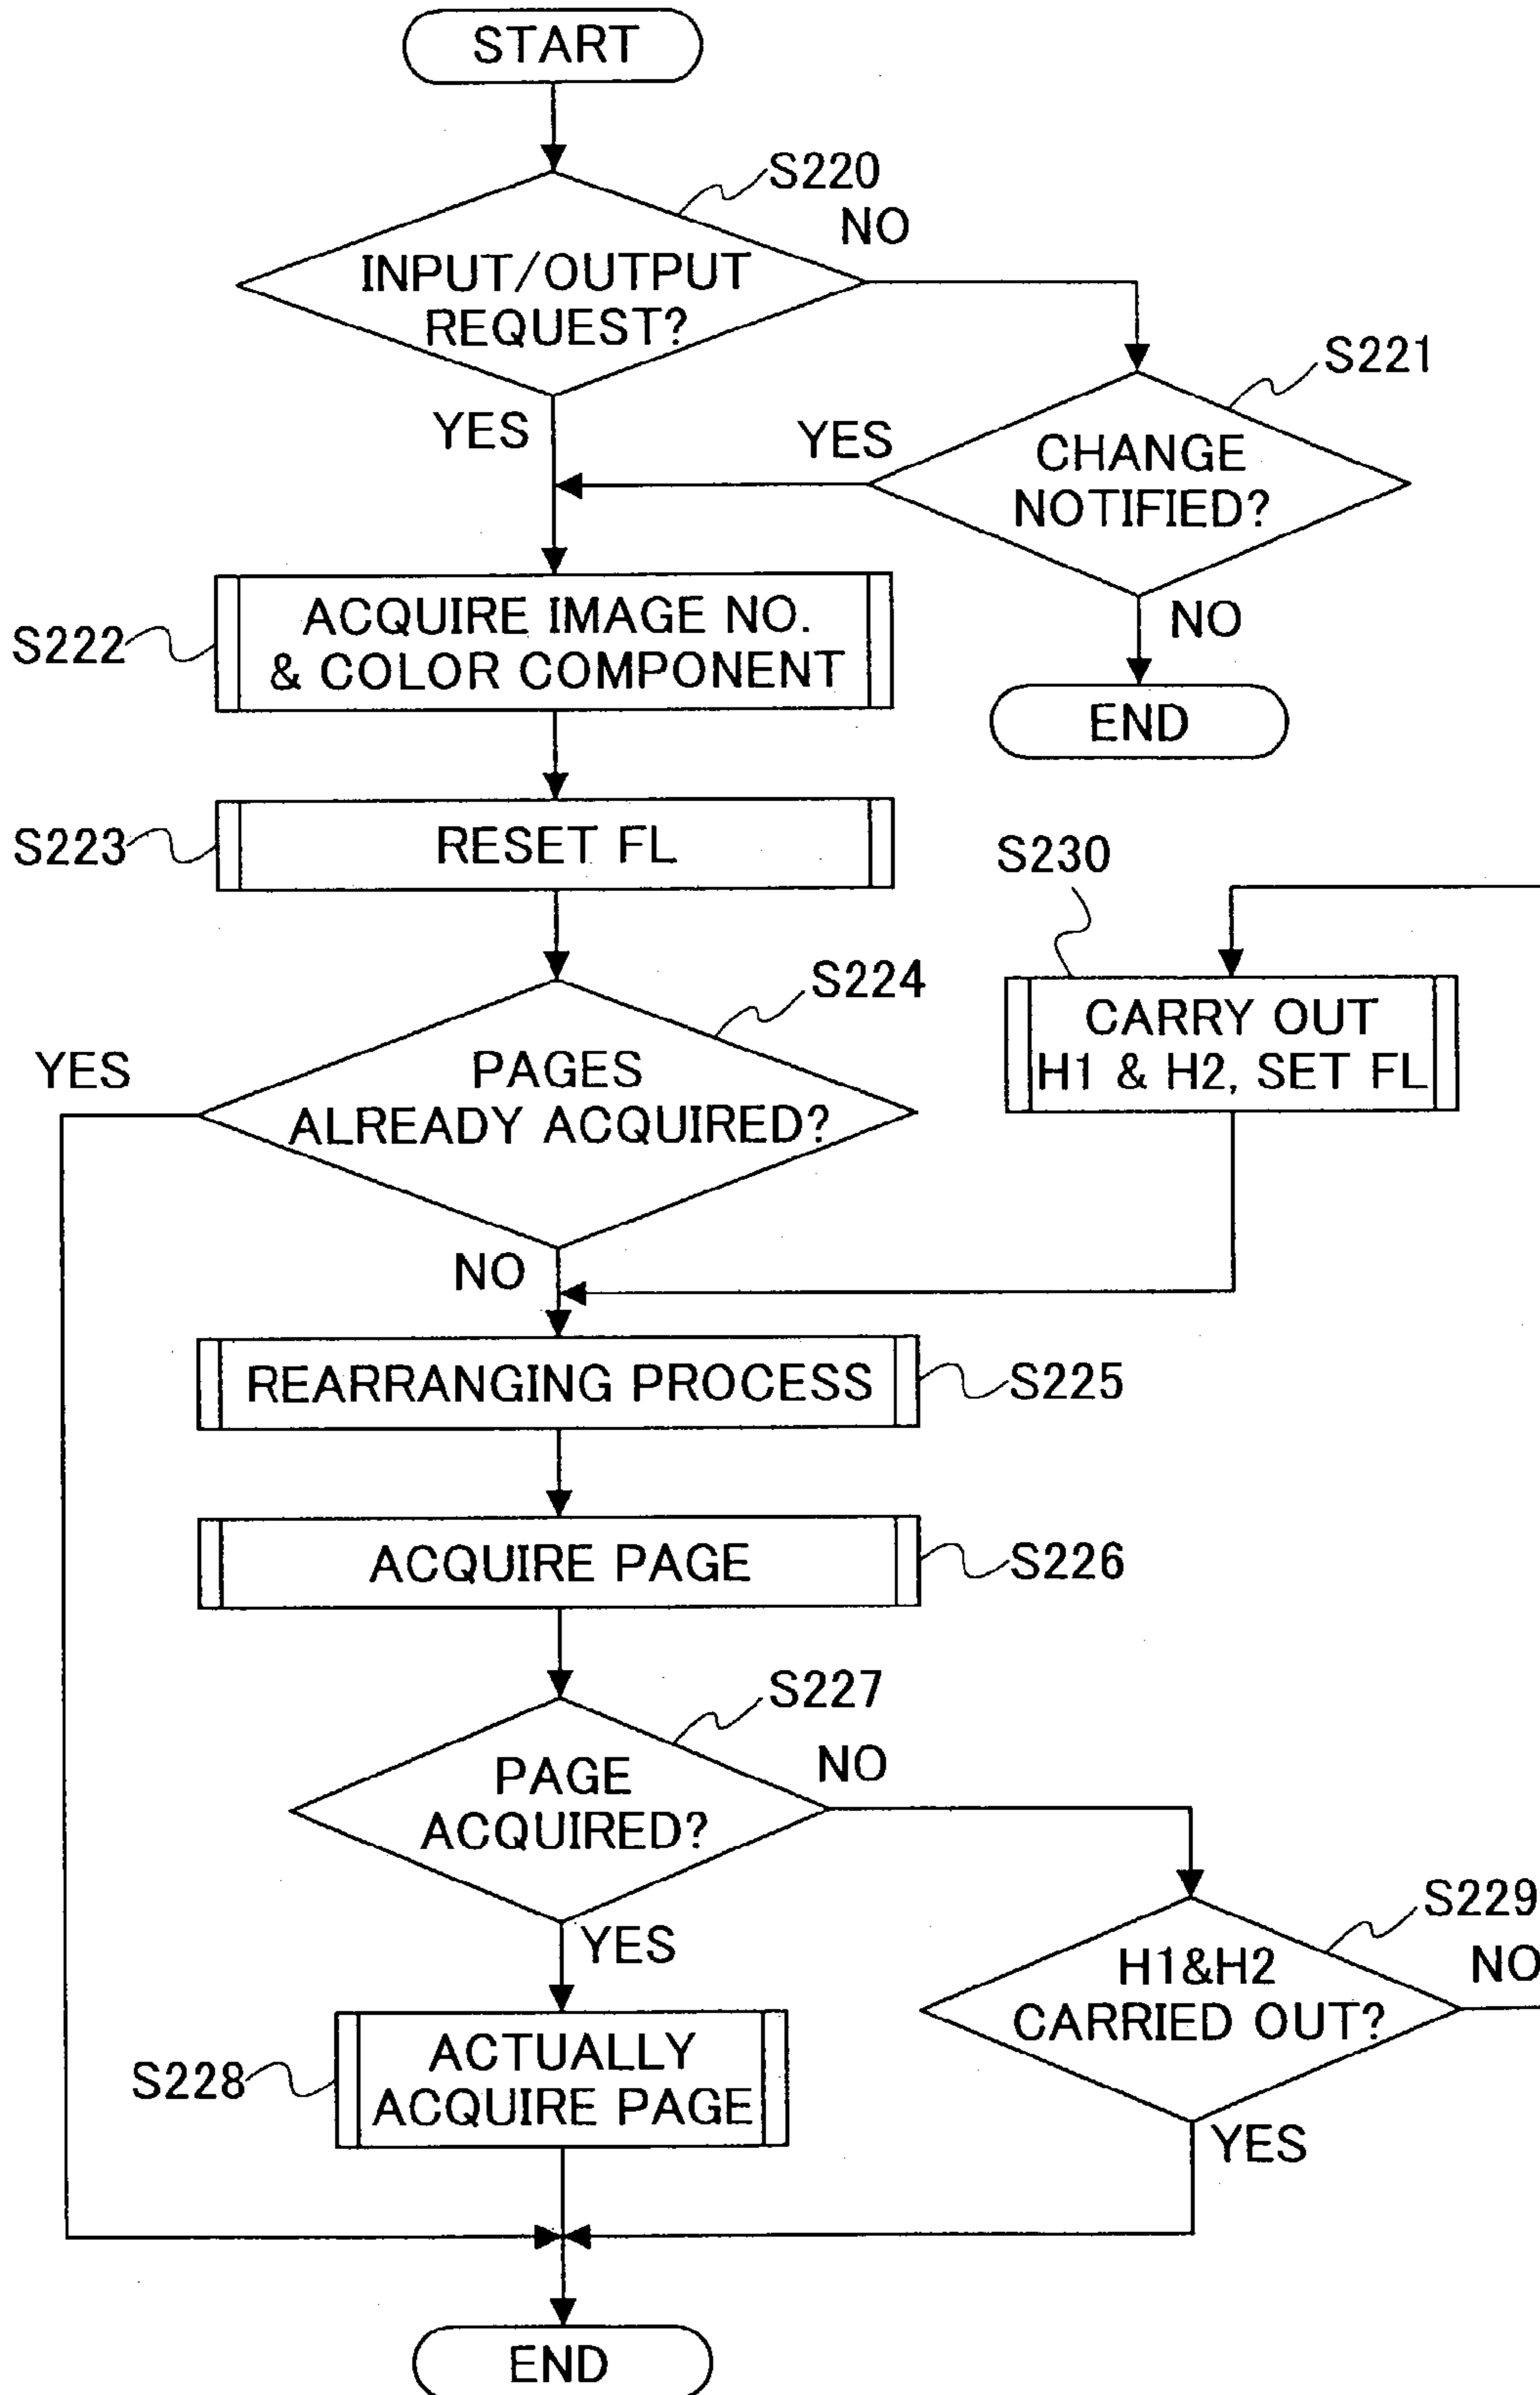 START
S220
NO
INPUT/OUTPUT
REQUEST?
S221
YES
YES
CHANGE
NOTIFIED?
S222
ACQUIRE IMAGE NO.
& COLOR COMPONENT
NO
END
S223
RESET FL
S230
S224
CARRY OUT
H1 & H2, SET FL
YES
PAGES
ALREADY ACQUIRED?
NO
REARRANGING PROCESS
S225
ACQUIRE PAGE
S226
S227
NO
PAGE
ACQUIRED?
S229
YES
H1&H2
CARRIED OUT?
NO
S228
ACTUALLY
ACQUIRE PAGE
YES
END